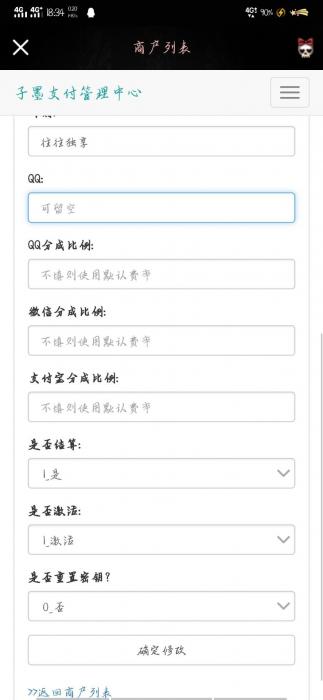 4G 4G⁺ 18:34 0.20 KB/s 4G 90%
商户列表
子墨支付管理中心
往往独享
QQ:
可留空
QQ分成比例:
不填则使用默认费率
微信分成比例:
不填则使用默认费率
支付宝分成比例:
不填则使用默认费率
是否结算:
1_是
是否激活:
1_激活
是否重置密钥？
0_否
确定修改
>>返回商户列表